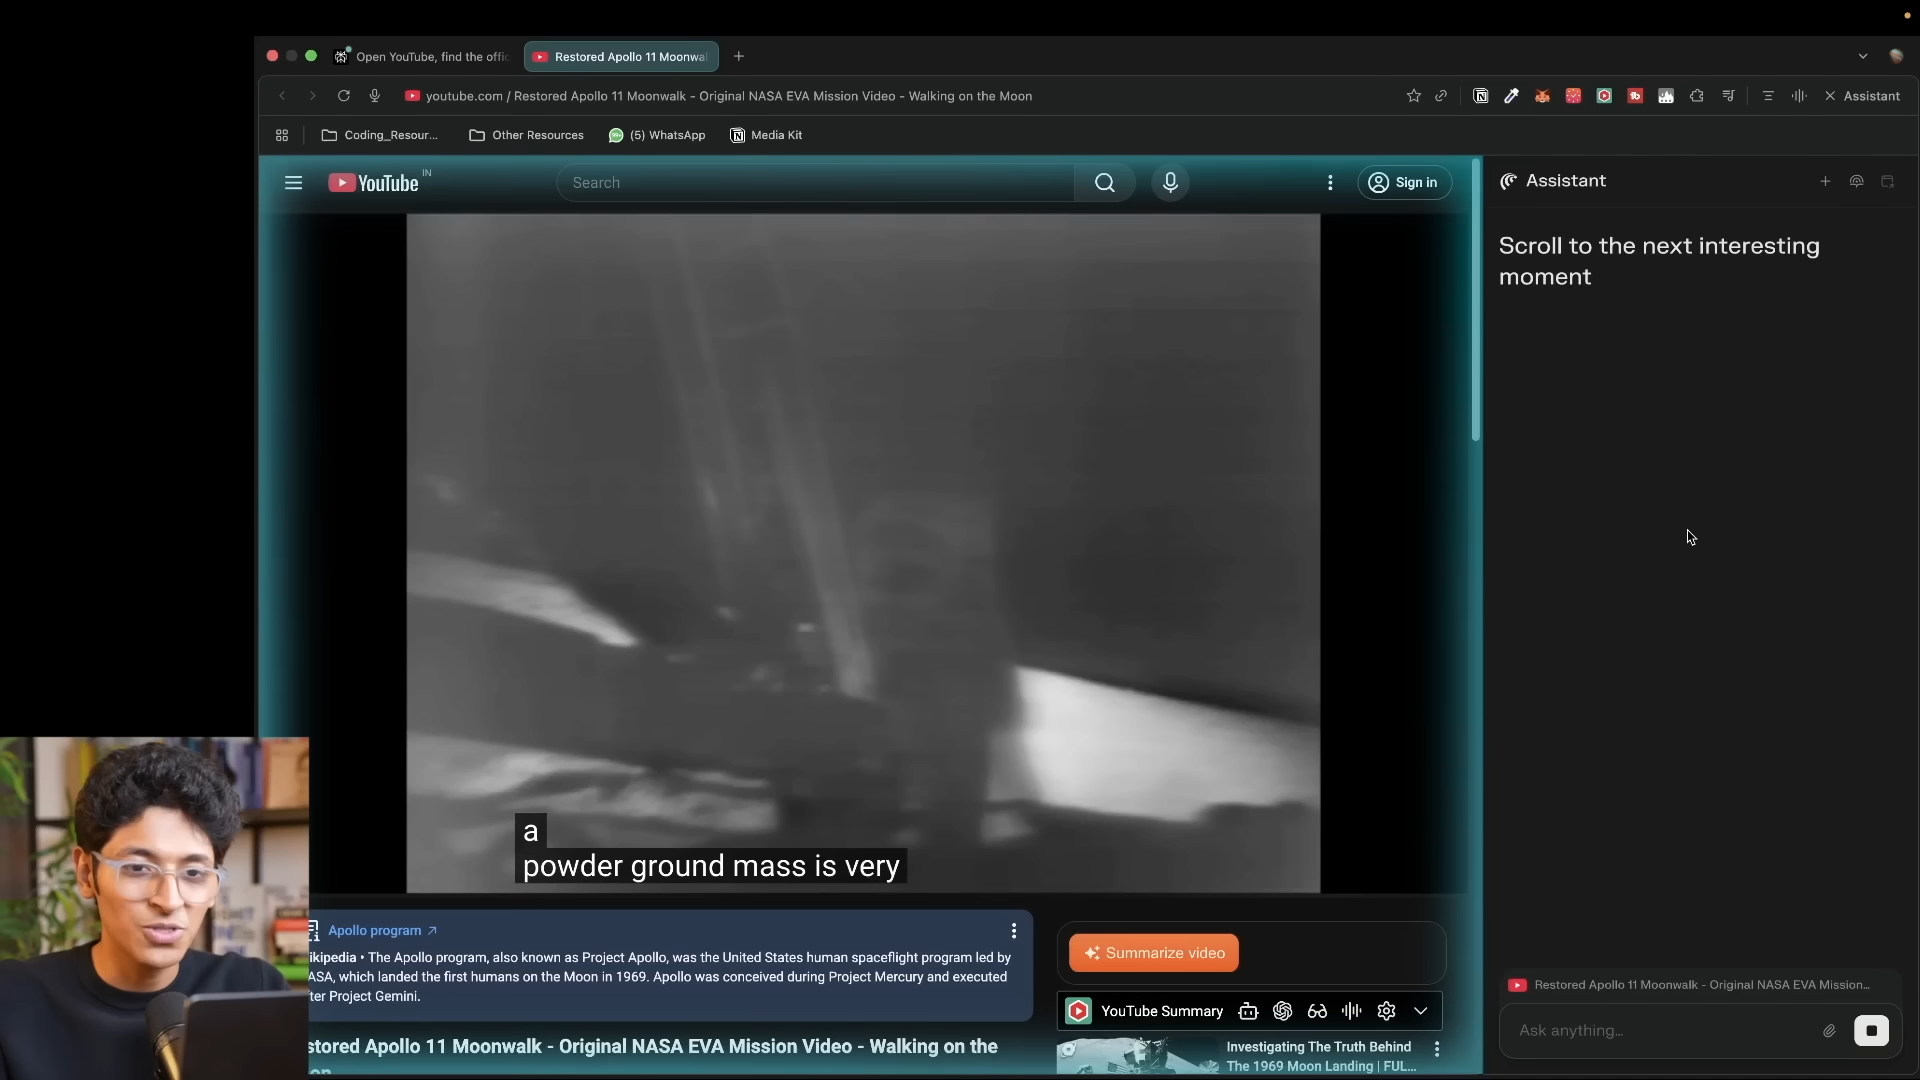 Open YouTube, find the offic
Restored Apollo 11 Moonwa
youtube.com / Restored Apollo 11 Moonwalk - Original NASA EVA Mission Video - Walking on the Moon
Assistant
Coding_Resour...
Other Resources
(5) WhatsApp
Media Kit
YouTube
IN
Search
Sign in
Assistant
Scroll to the next interesting
moment
a
powder ground mass is very
Apollo program
ikipedia • The Apollo program, also known as Project Apollo, was the United States human spaceflight program led by
ASA, which landed the first humans on the Moon in 1969. Apollo was conceived during Project Mercury and executed
ter Project Gemini.
Summarize video
YouTube Summary
stored Apollo 11 Moonwalk - Original NASA EVA Mission Video - Walking on the
Investigating The Truth Behind
The 1969 Moon Landing | FUL...
Restored Apollo 11 Moonwalk - Original NASA EVA Mission...
Ask anything...